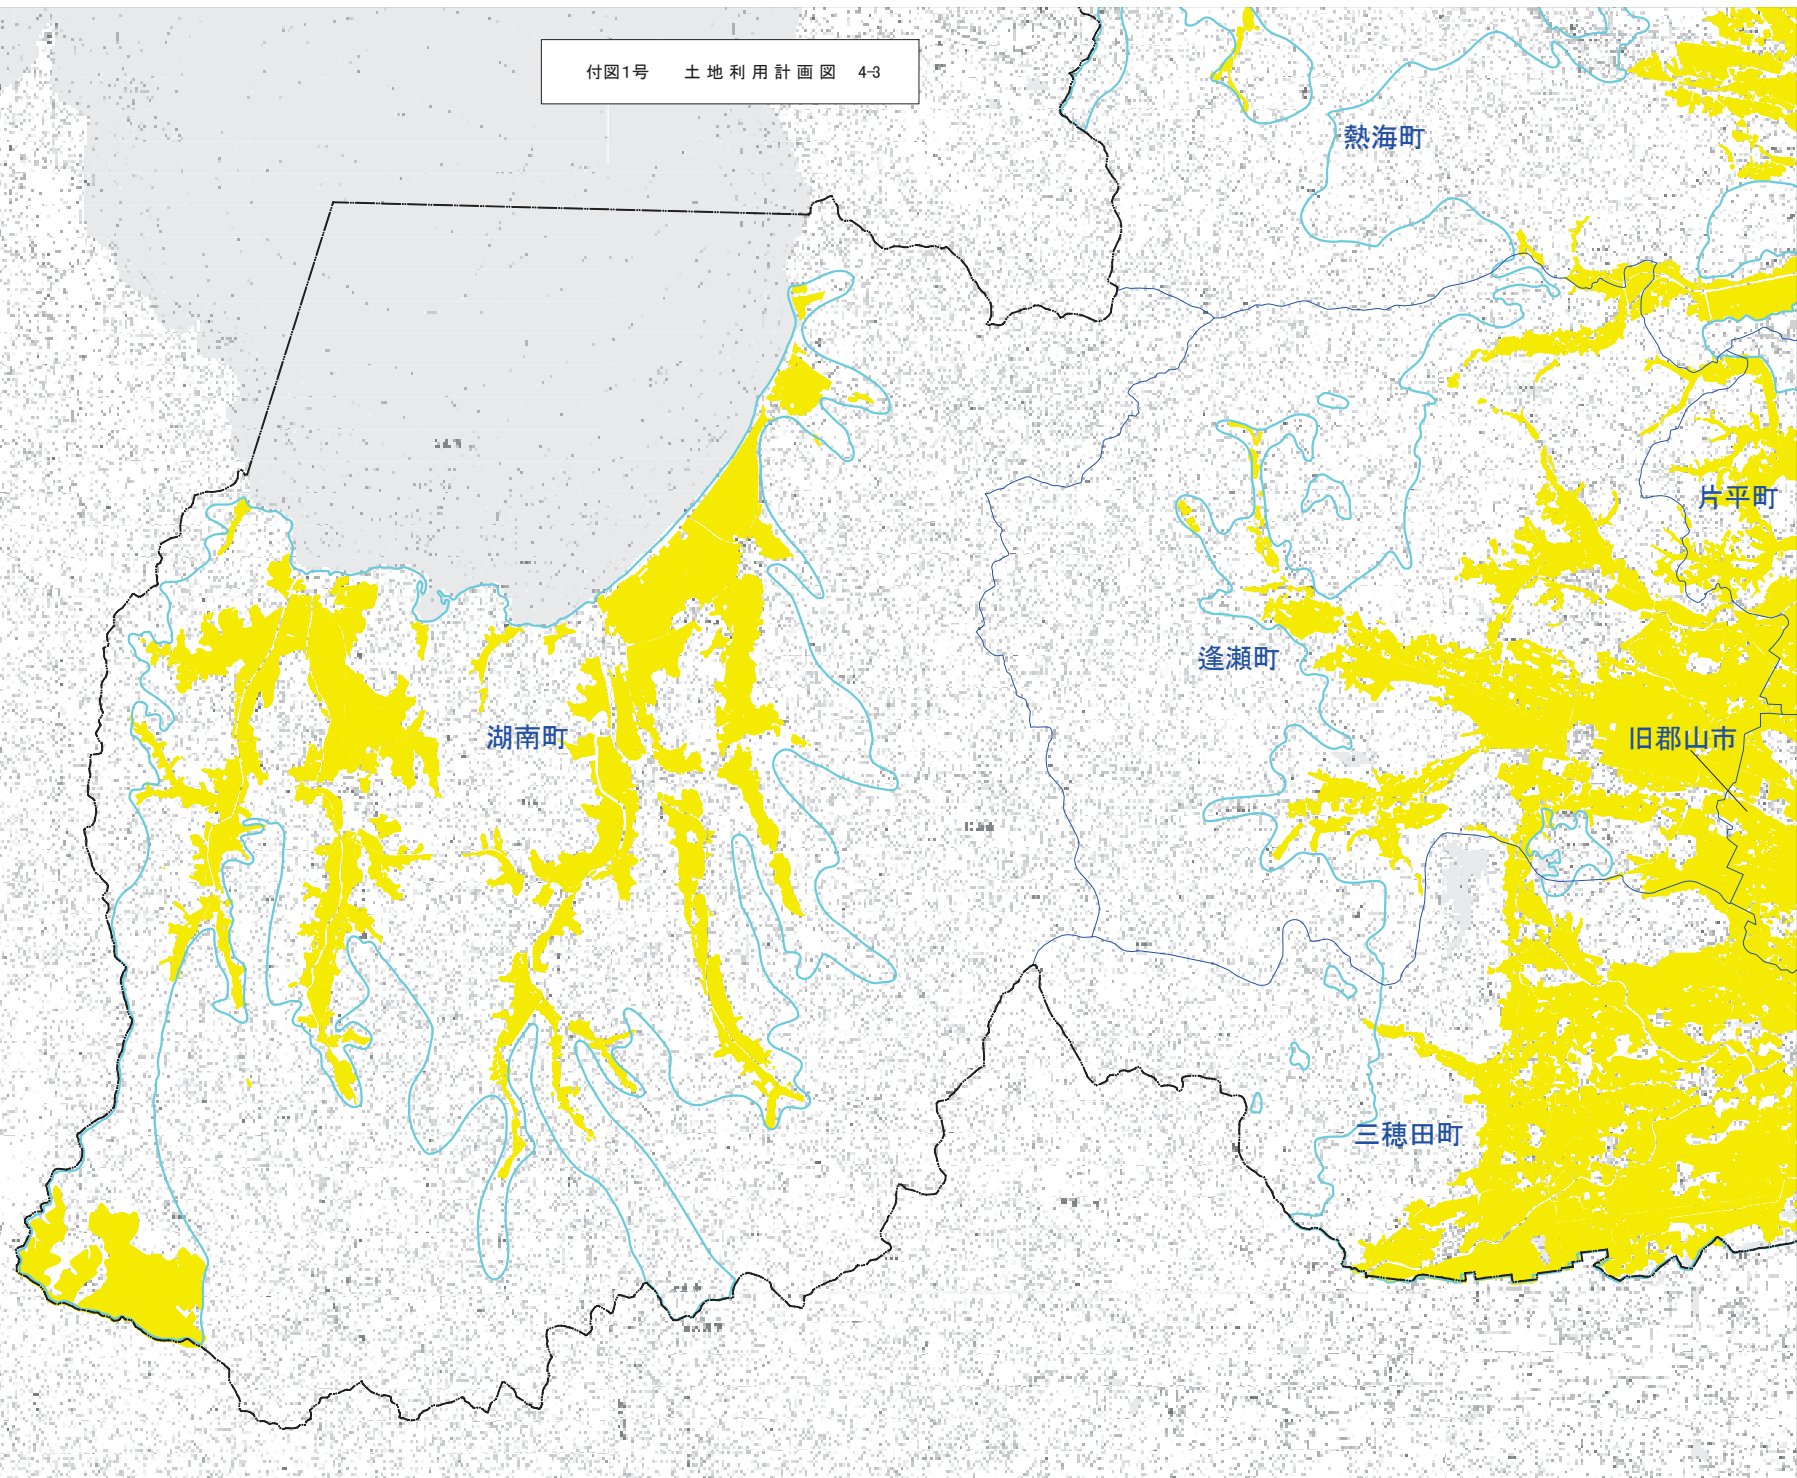 付図1号 土地利用計画図 4-3
熱海町
片平町
逢瀬町
湖南町
旧郡山市
三穂田町